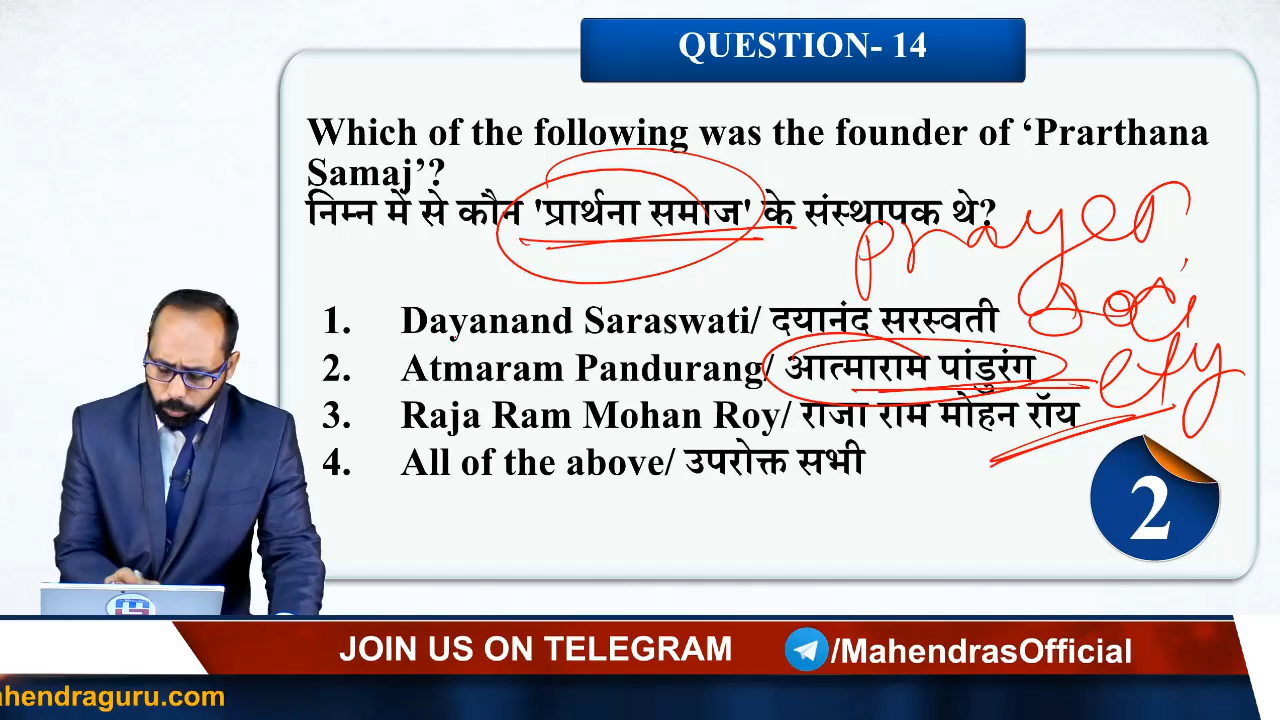 QUESTION- 14
Which of the following was the founder of ‘Prarthana
Samaj’?
निम्न में से कौन 'प्रार्थना समाज' के संस्थापक थे?
prayer
soci
ety
1. Dayanand Saraswati/ दयानंद सरस्वती
2. Atmaram Pandurang/ आत्माराम पांडुरंग
3. Raja Ram Mohan Roy/ राजा राम मोहन रॉय
4. All of the above/ उपरोक्त सभी
2
JOIN US ON TELEGRAM /MahendrasOfficial
ahendraguru.com